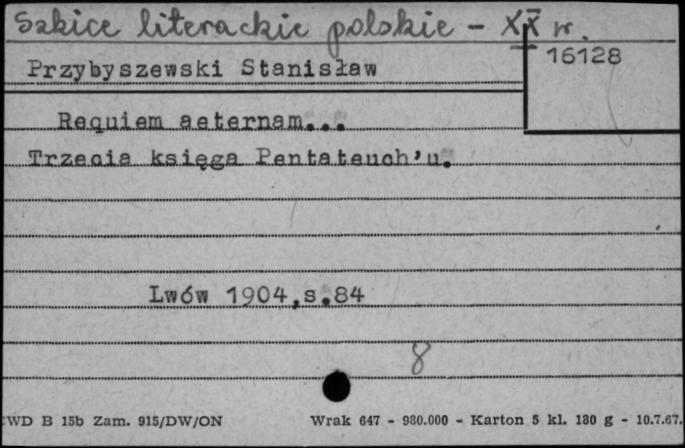 Szkice literackie polskie - XX w.
16128
Przybyszewski Stanisław
Requiem aeternam...
Trzecia księga Pentateuch'u.
Lwów 1904,s.84
8
WD B 15b Zam. 915/DW/ON Wrak 647 - 980.000 - Karton 5 kl. 180 g - 10.7.67.